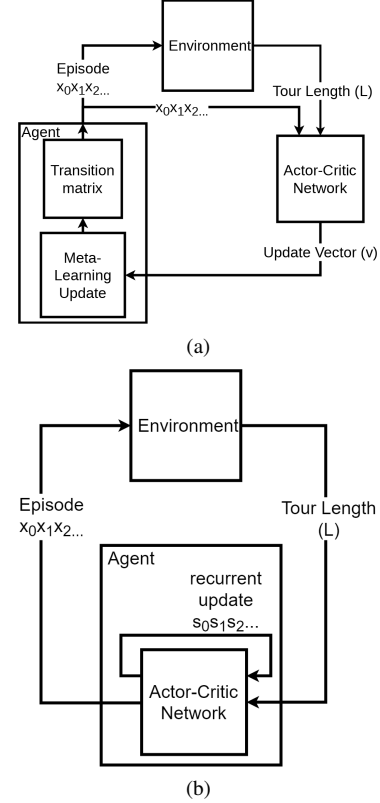 Environment
Episode
x₀x₁x₂...
Tour Length (L)
x₀x₁x₂...
Agent
Transition
matrix
Actor-Critic
Network
Meta-
Learning
Update
Update Vector (v)
(a)
Environment
Episode
x₀x₁x₂...
Tour Length
(L)
Agent
recurrent
update
s₀s₁s₂...
Actor-Critic
Network
(b)